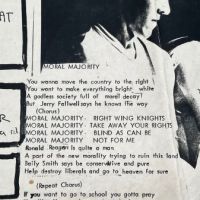 AT
MORAL MAJORITY
You wanna move the country to the right
You want to make everything bright white
A godless society full of moral decay
But Jerry Fallwell says he knows the way
(Chorus)
MORAL MAJORITY- RIGHT WING KNIGHTS
MORAL MAJORITY- TAKE AWAY YOUR RIGHTS
MORAL MAJORITY- BLIND AS CAN BE
MORAL MAJORITY- NOT FOR ME
Ronald Reagan is quite a man
A part of the new morality trying to ruin this land
Billy Smith says be conservative and pure
Help destroy liberals and go to heaven for sure
(Repeat Chorus)
If you want to go to school you gotta pray